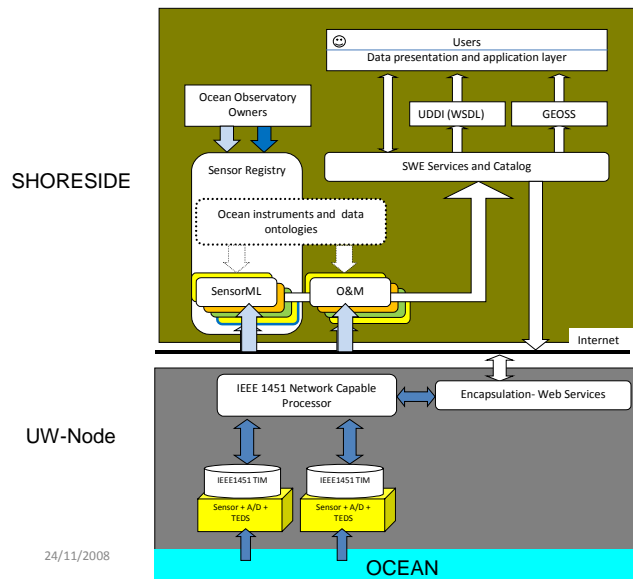 ☺ Users
Data presentation and application layer
Ocean Observatory
Owners
UDDI (WSDL)
GEOSS
SHORESIDE
Sensor Registry
SWE Services and Catalog
Ocean instruments and data
ontologies
SensorML
O&M
Internet
IEEE 1451 Network Capable
Processor
Encapsulation- Web Services
UW-Node
IEEE1451 TIM
IEEE1451 TIM
Sensor + A/D +
TEDS
Sensor + A/D +
TEDS
24/11/2008
OCEAN